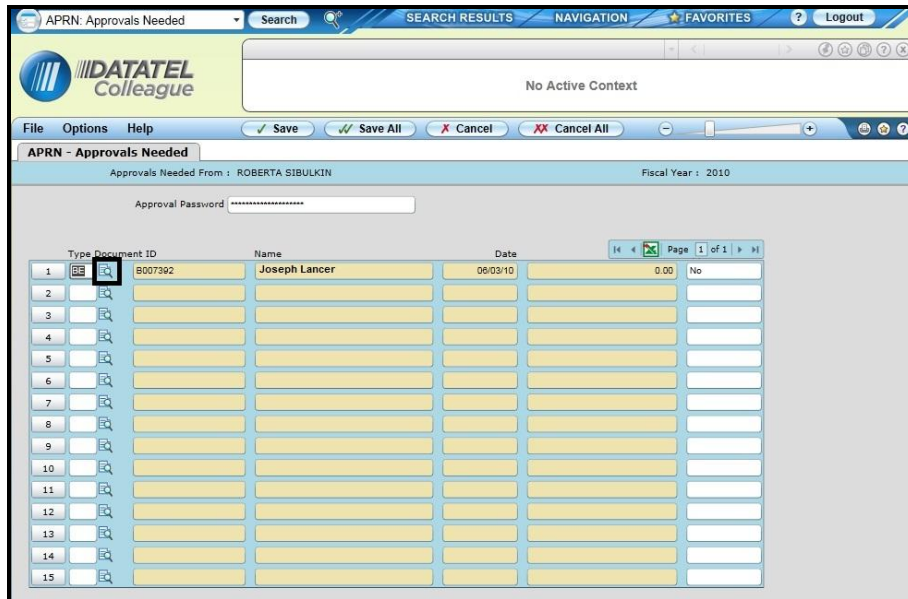 APRN: Approvals Needed Search SEARCH RESULTS NAVIGATION FAVORITES ? Logout
DATATEL
Colleague
No Active Context
File Options Help Save Save All Cancel Cancel All
APRN - Approvals Needed
Approvals Needed From : ROBERTA SIBULKIN Fiscal Year : 2010
Approval Password ********************
Page 1 of 1
Type Document ID Name Date
1 BE B007392 Joseph Lancer 06/03/10 0.00 No
2
3
4
5
6
7
8
9
10
11
12
13
14
15